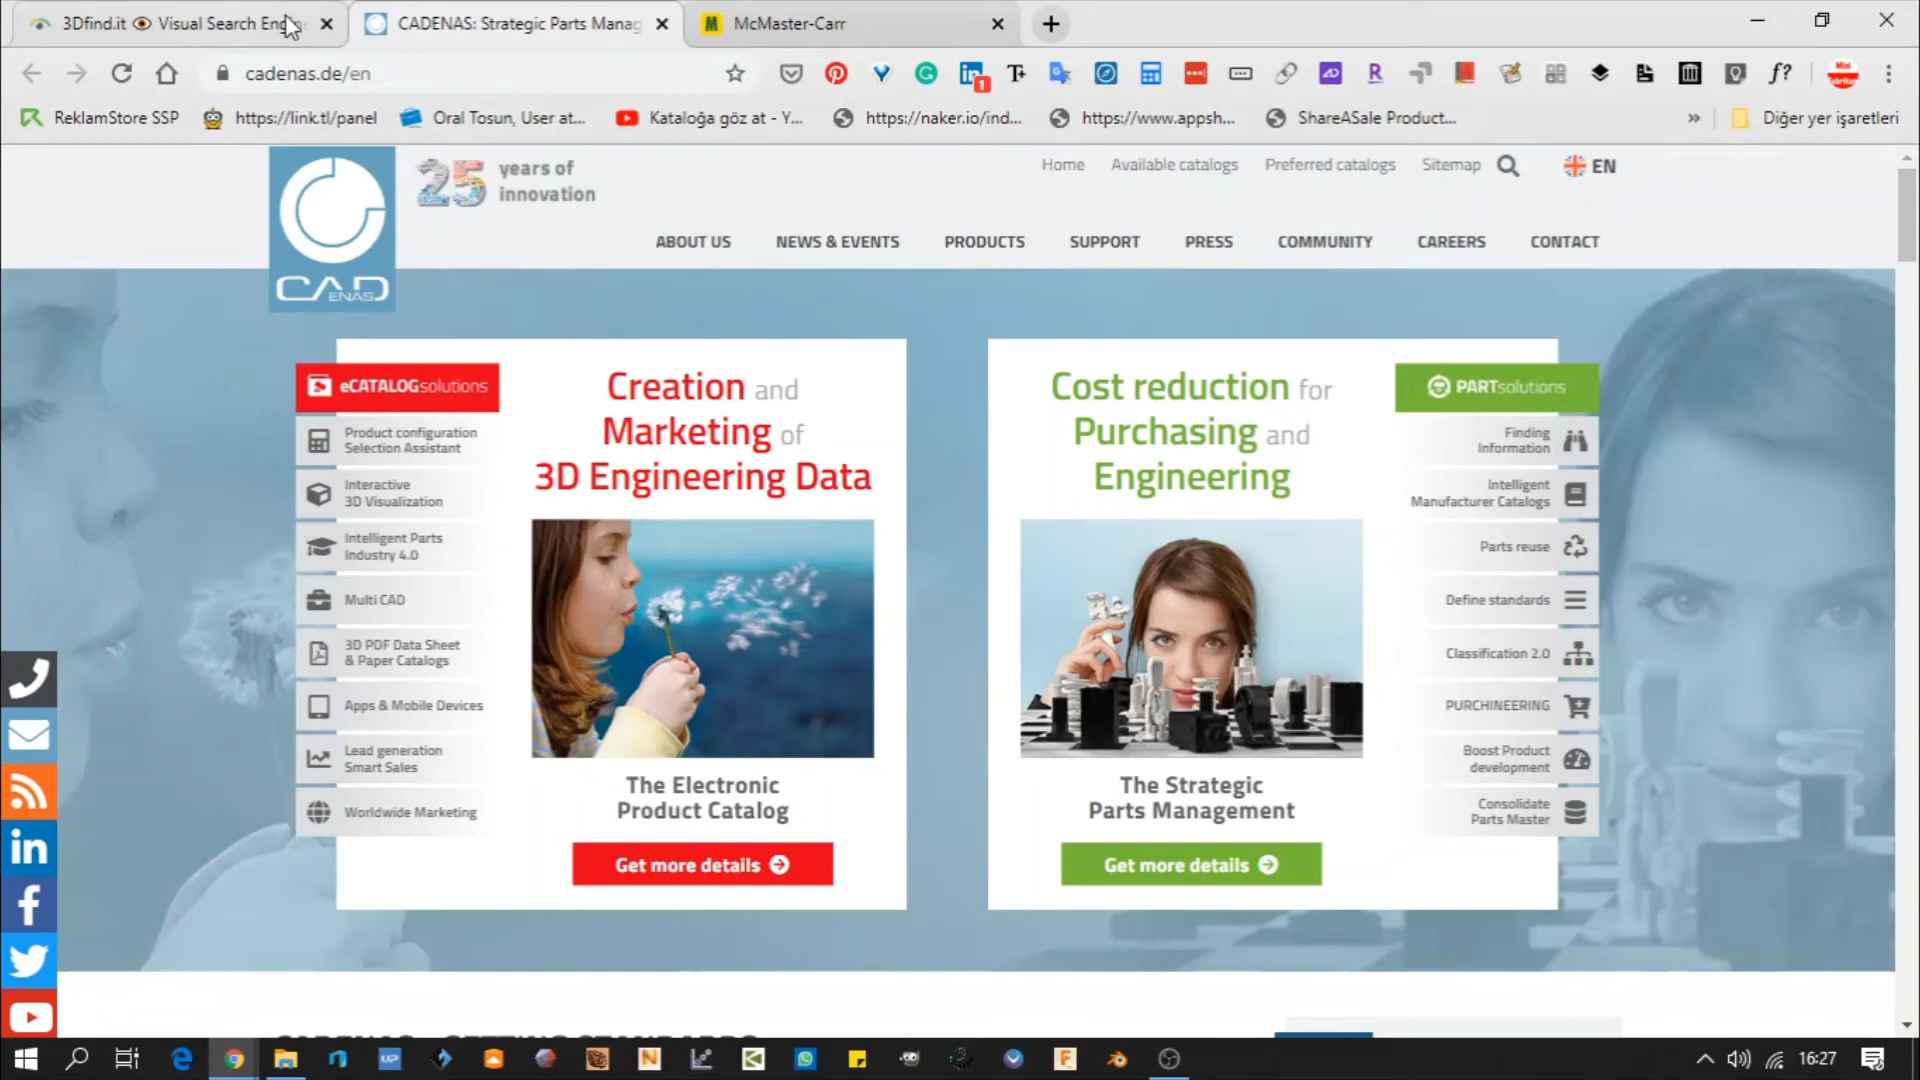 3Dfind.it Visual Search Eng
CADENAS: Strategic Parts Manag
McMaster-Carr
cadenas.de/en
ReklamStore SSP
https://link.tl/panel
Oral Tosun, User at...
Kataloğa göz at - Y...
https://naker.io/ind...
https://www.appsh...
ShareASale Product...
»
Diğer yer işaretleri
CADENAS
25 years of
innovation
Home
Available catalogs
Preferred catalogs
Sitemap
EN
ABOUT US
NEWS & EVENTS
PRODUCTS
SUPPORT
PRESS
COMMUNITY
CAREERS
CONTACT
eCATALOGsolutions
Product configuration
Selection Assistant
Interactive
3D Visualization
Intelligent Parts
Industry 4.0
Multi CAD
3D PDF Data Sheet
& Paper Catalogs
Apps & Mobile Devices
Lead generation
Smart Sales
Worldwide Marketing
Creation and
Marketing of
3D Engineering Data
The Electronic
Product Catalog
Get more details
Cost reduction for
Purchasing and
Engineering
The Strategic
Parts Management
Get more details
PARTsolutions
Finding
Information
Intelligent
Manufacturer Catalogs
Parts reuse
Define standards
Classification 2.0
PURCHINEERING
Boost Product
development
Consolidate
Parts Master
16:27